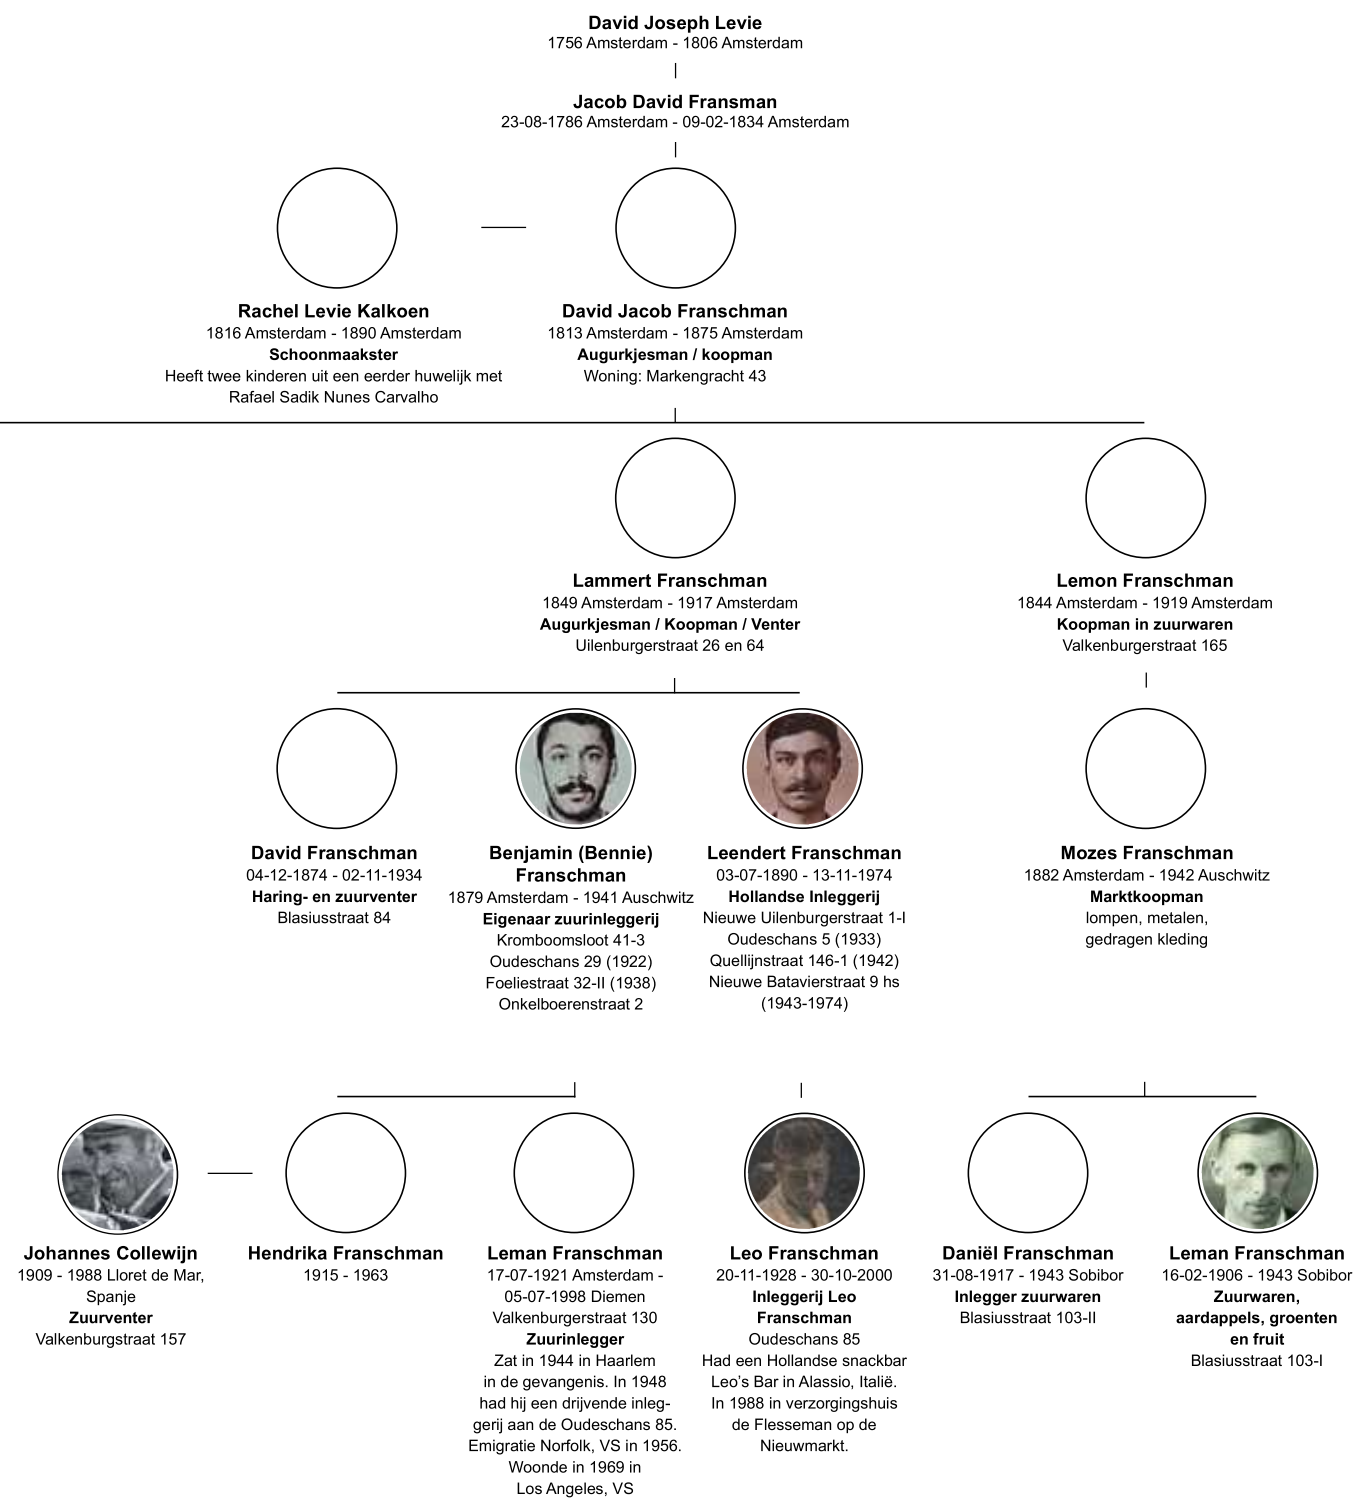 David Joseph Levie
1756 Amsterdam - 1806 Amsterdam
Jacob David Fransman
23-08-1786 Amsterdam - 09-02-1834 Amsterdam
Rachel Levie Kalkoen
1816 Amsterdam - 1890 Amsterdam
Schoonmaakster
Heeft twee kinderen uit een eerder huwelijk met
Rafael Sadik Nunes Carvalho
David Jacob Franschman
1813 Amsterdam - 1875 Amsterdam
Augurkjesman / koopman
Woning: Markengracht 43
Lammert Franschman
1849 Amsterdam - 1917 Amsterdam
Augurkjesman / Koopman / Venter
Uilenburgerstraat 26 en 64
Lemon Franschman
1844 Amsterdam - 1919 Amsterdam
Koopman in zuurwaren
Valkenburgerstraat 165
David Franschman
04-12-1874 - 02-11-1934
Haring- en zuurventer
Blasiusstraat 84
Benjamin (Bennie)
Franschman
1879 Amsterdam - 1941 Auschwitz
Eigenaar zuurinleggerij
Kromboomsloot 41-3
Oudeschans 29 (1922)
Foeliestraat 32-II (1938)
Onkelboerenstraat 2
Leendert Franschman
03-07-1890 - 13-11-1974
Hollandse Inleggerij
Nieuwe Uilenburgerstraat 1-I
Oudeschans 5 (1933)
Quellijnstraat 146-1 (1942)
Nieuwe Batavierstraat 9 hs
(1943-1974)
Mozes Franschman
1882 Amsterdam - 1942 Auschwitz
Marktkoopman
lompen, metalen,
gedragen kleding
Johannes Collewijn
1909 - 1988 Lloret de Mar,
Spanje
Zuurventer
Valkenburgstraat 157
Hendrika Franschman
1915 - 1963
Leman Franschman
17-07-1921 Amsterdam -
05-07-1998 Diemen
Valkenburgerstraat 130
Zuurinlegger
Zat in 1944 in Haarlem
in de gevangenis. In 1948
had hij een drijvende inleg-
gerij aan de Oudeschans 85.
Emigratie Norfolk, VS in 1956.
Woonde in 1969 in
Los Angeles, VS
Leo Franschman
20-11-1928 - 30-10-2000
Inleggerij Leo
Franschman
Oudeschans 85
Had een Hollandse snackbar
Leo's Bar in Alassio, Italië.
In 1988 in verzorgingshuis
de Flesseman op de
Nieuwmarkt.
Daniël Franschman
31-08-1917 - 1943 Sobibor
Inlegger zuurwaren
Blasiusstraat 103-II
Leman Franschman
16-02-1906 - 1943 Sobibor
Zuurwaren,
aardappels, groenten
en fruit
Blasiusstraat 103-I